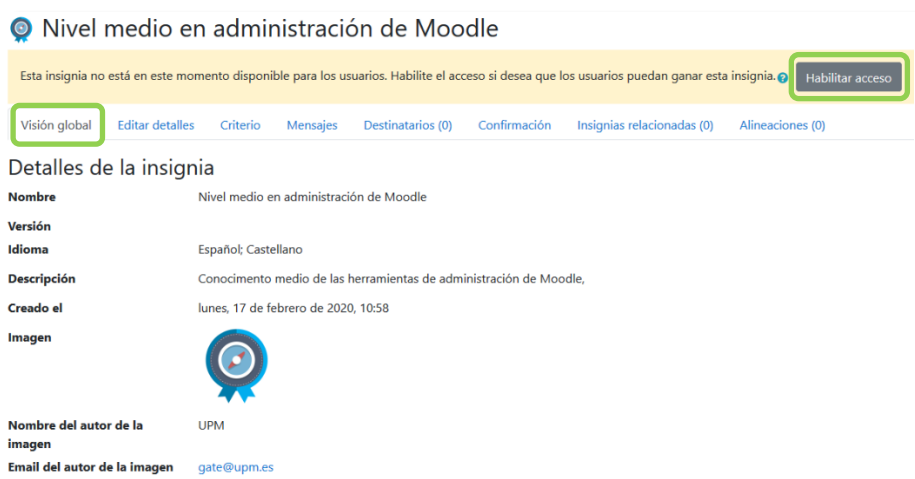 Nivel medio en administración de Moodle
Esta insignia no está en este momento disponible para los usuarios. Habilite el acceso si desea que los usuarios puedan ganar esta insignia. ? Habilitar acceso
Visión global Editar detalles Criterio Mensajes Destinatarios (0) Confirmación Insignias relacionadas (0) Alineaciones (0)
Detalles de la insignia
Nombre Nivel medio en administración de Moodle
Versión
Idioma Español; Castellano
Descripción Conocimento medio de las herramientas de administración de Moodle,
Creado el lunes, 17 de febrero de 2020, 10:58
Imagen
Nombre del autor de la UPM
imagen
Email del autor de la imagen gate@upm.es